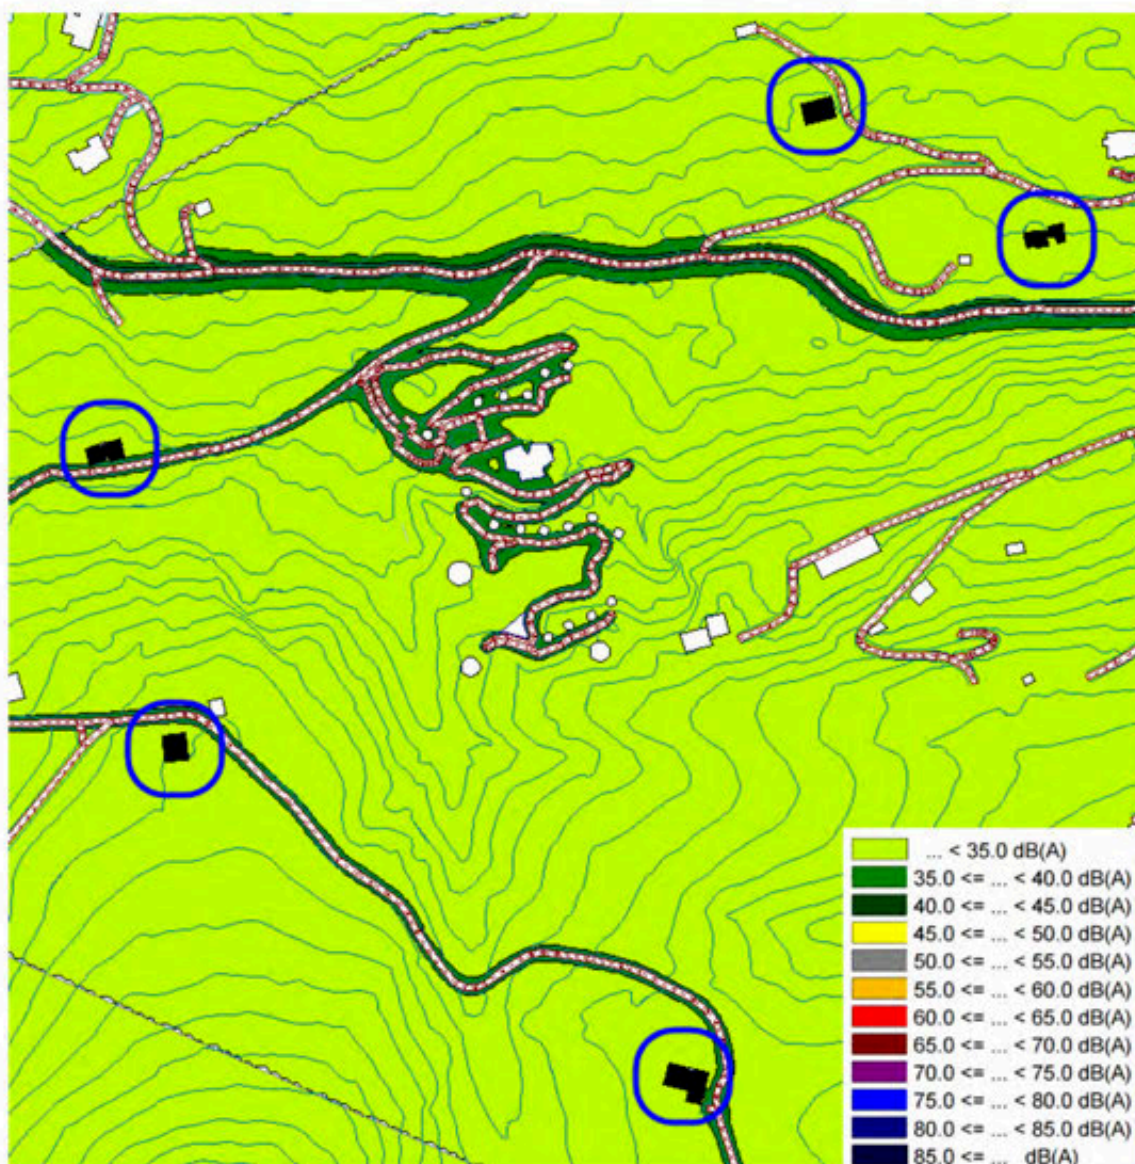 ... < 35.0 dB(A)
35.0 <= ... < 40.0 dB(A)
40.0 <= ... < 45.0 dB(A)
45.0 <= ... < 50.0 dB(A)
50.0 <= ... < 55.0 dB(A)
55.0 <= ... < 60.0 dB(A)
60.0 <= ... < 65.0 dB(A)
65.0 <= ... < 70.0 dB(A)
70.0 <= ... < 75.0 dB(A)
75.0 <= ... < 80.0 dB(A)
80.0 <= ... < 85.0 dB(A)
85.0 <= ... dB(A)